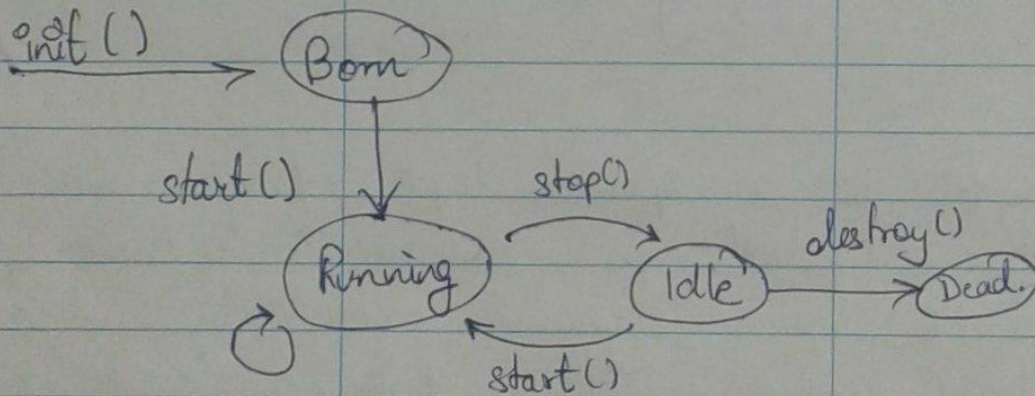 init()
Born
start()
stop()
destroy()
Running
Idle
Dead.
start()